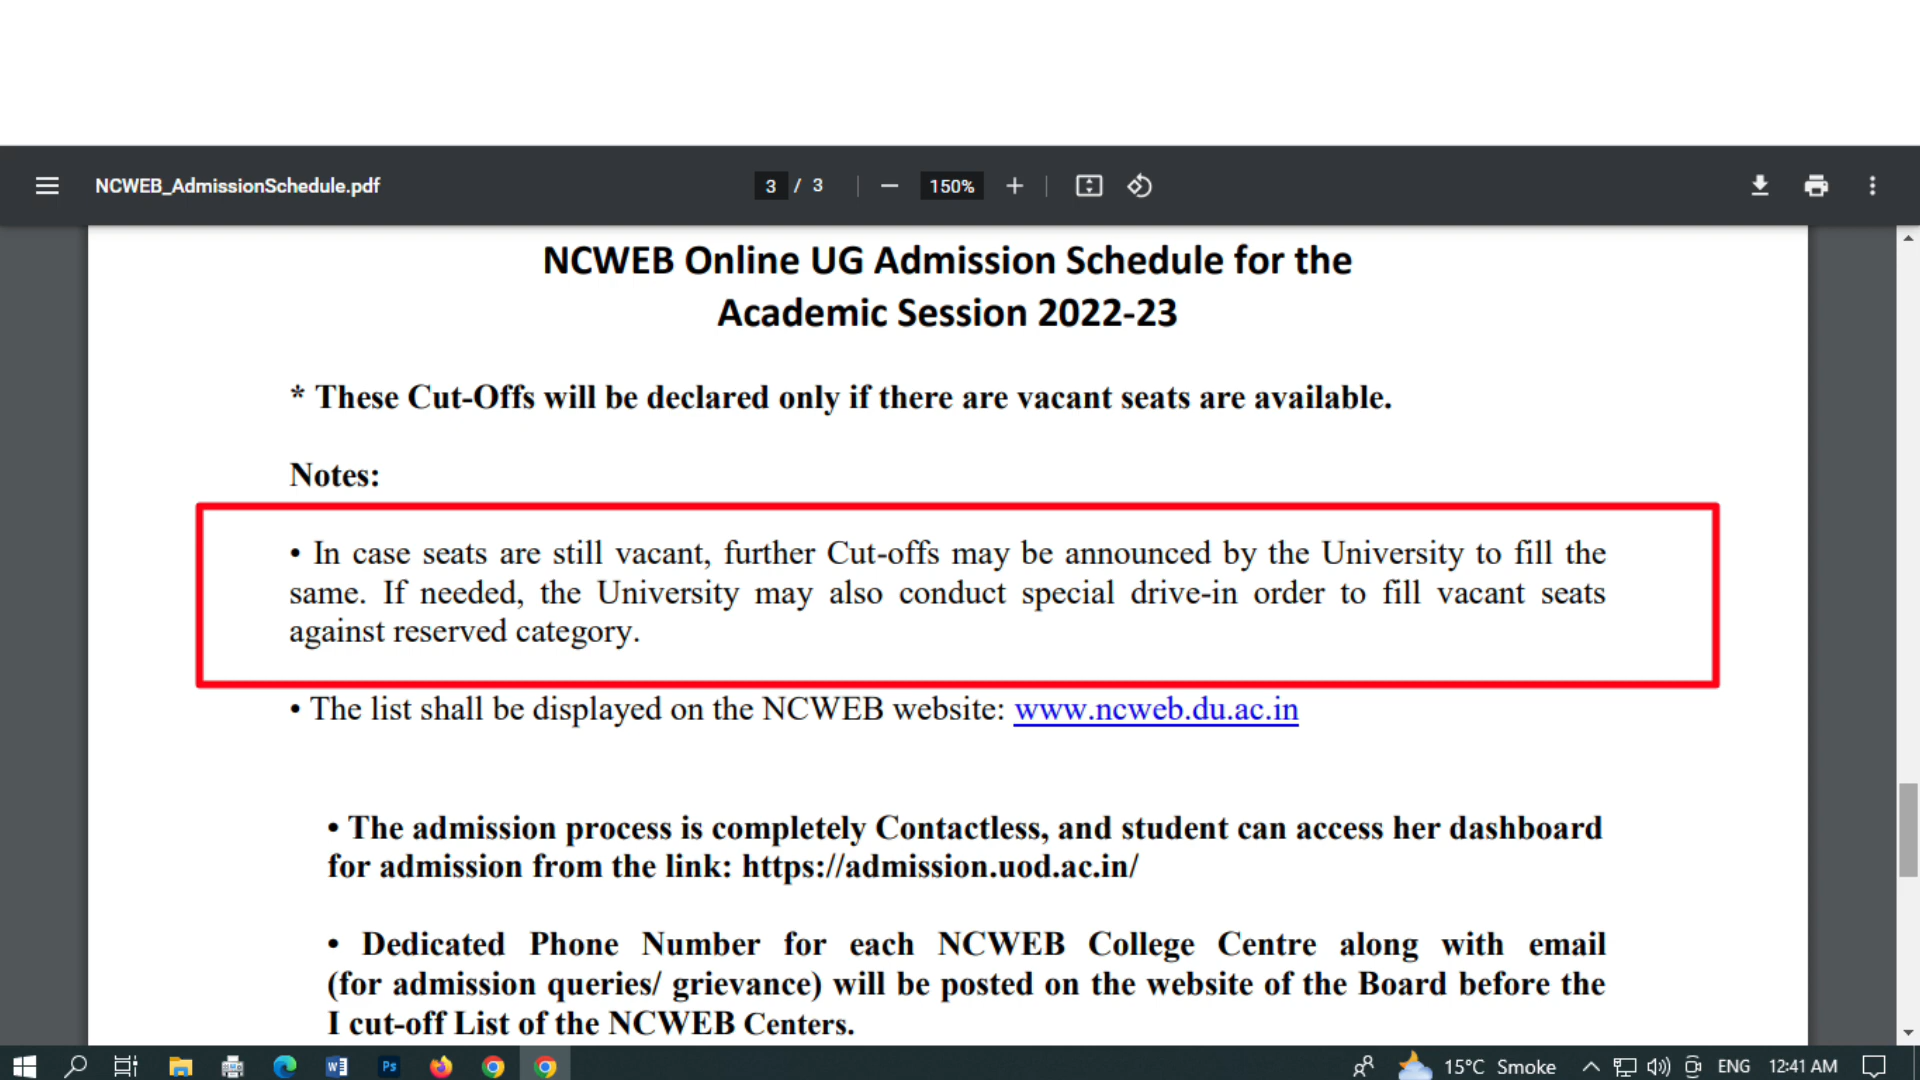 NCWEB_AdmissionSchedule.pdf
3 / 3
150%
NCWEB Online UG Admission Schedule for the
Academic Session 2022-23
* These Cut-Offs will be declared only if there are vacant seats are available.
Notes:
• In case seats are still vacant, further Cut-offs may be announced by the University to fill the
same. If needed, the University may also conduct special drive-in order to fill vacant seats
against reserved category.
• The list shall be displayed on the NCWEB website: www.ncweb.du.ac.in
• The admission process is completely Contactless, and student can access her dashboard
for admission from the link: https://admission.uod.ac.in/
• Dedicated Phone Number for each NCWEB College Centre along with email
(for admission queries/ grievance) will be posted on the website of the Board before the
I cut-off List of the NCWEB Centers.
W
Ps
15°C Smoke
ENG
12:41 AM